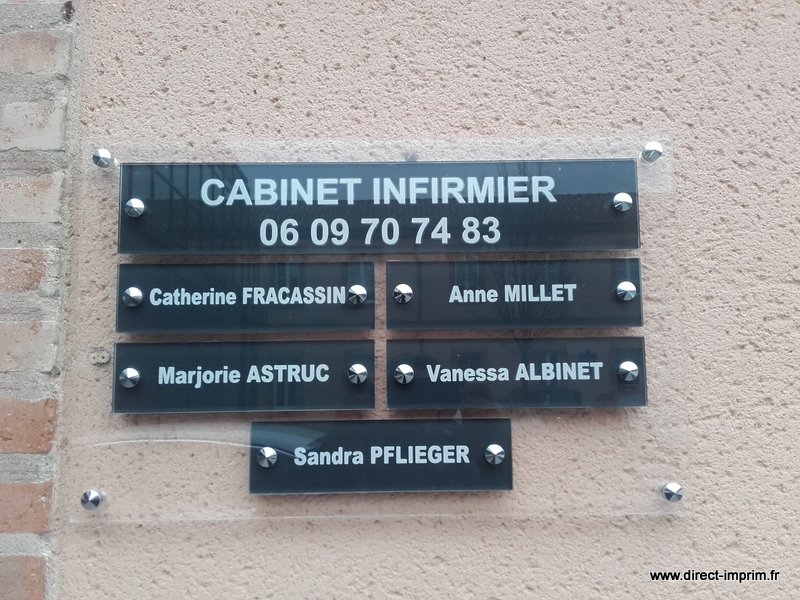 CABINET INFIRMIER
06 09 70 74 83
Catherine FRACASSIN
Anne MILLET
Marjorie ASTRUC
Vanessa ALBINET
Sandra PFLIEGER
www.direct-imprim.fr